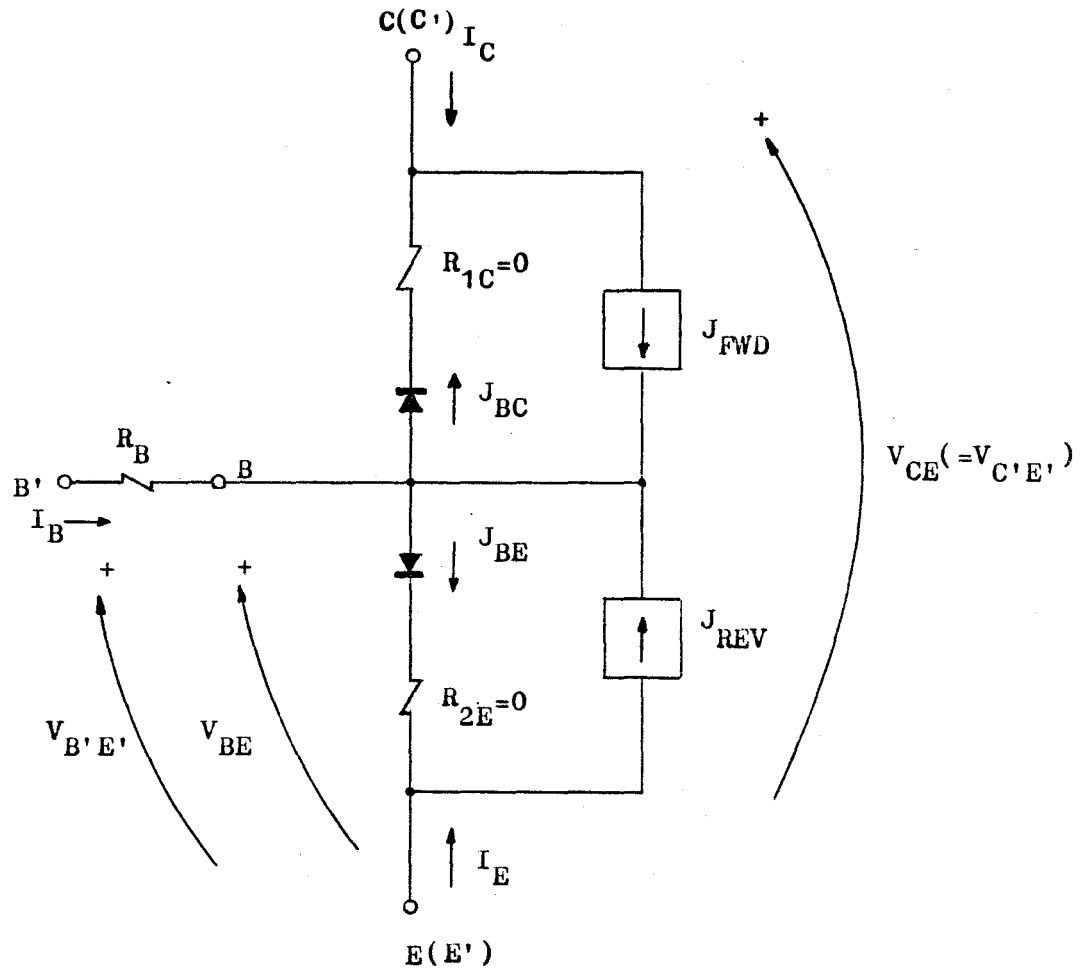 C(C')
I_C
+
R_1C=0
J_FWD
J_BC
R_B
B'
B
V_CE(=V_C'E')
I_B
J_BE
+
+
J_REV
R_2E=0
V_B'E'
V_BE
I_E
E(E')